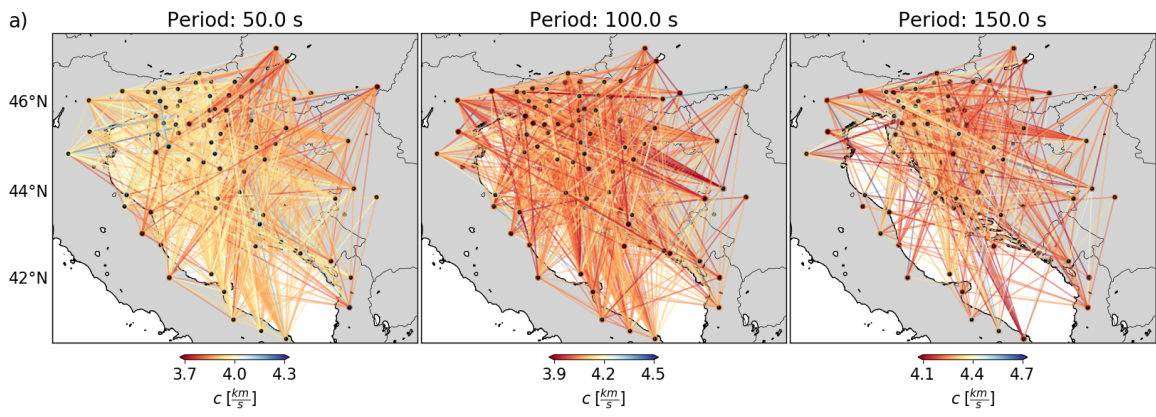 a)
Period: 50.0 s
Period: 100.0 s
Period: 150.0 s
46°N
44°N
42°N
3.7 4.0 4.3
3.9 4.2 4.5
4.1 4.4 4.7
c [km/s]
c [km/s]
c [km/s]